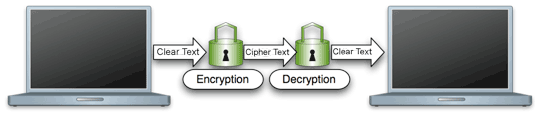 Clear Text
Cipher Text
Clear Text
Encryption
Decryption